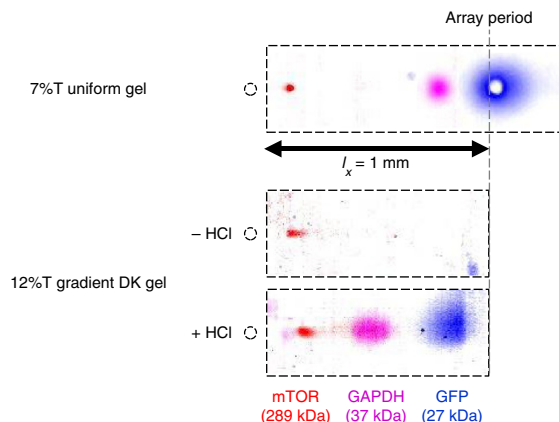 Array period
7%T uniform gel
lx = 1 mm
– HCl
12%T gradient DK gel
+ HCl
mTOR GAPDH GFP
(289 kDa) (37 kDa) (27 kDa)